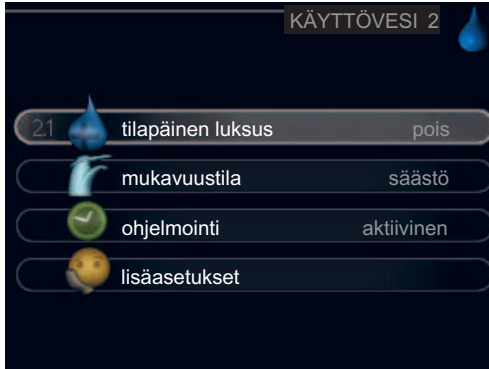 KÄYTTÖVESI 2
2.1 tilapäinen luksus pois
mukavuustila säästö
ohjelmointi aktiivinen
lisäasetukset